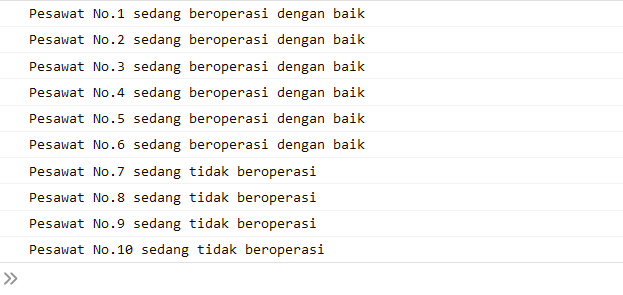 Pesawat No.1 sedang beroperasi dengan baik
Pesawat No.2 sedang beroperasi dengan baik
Pesawat No.3 sedang beroperasi dengan baik
Pesawat No.4 sedang beroperasi dengan baik
Pesawat No.5 sedang beroperasi dengan baik
Pesawat No.6 sedang beroperasi dengan baik
Pesawat No.7 sedang tidak beroperasi
Pesawat No.8 sedang tidak beroperasi
Pesawat No.9 sedang tidak beroperasi
Pesawat No.10 sedang tidak beroperasi